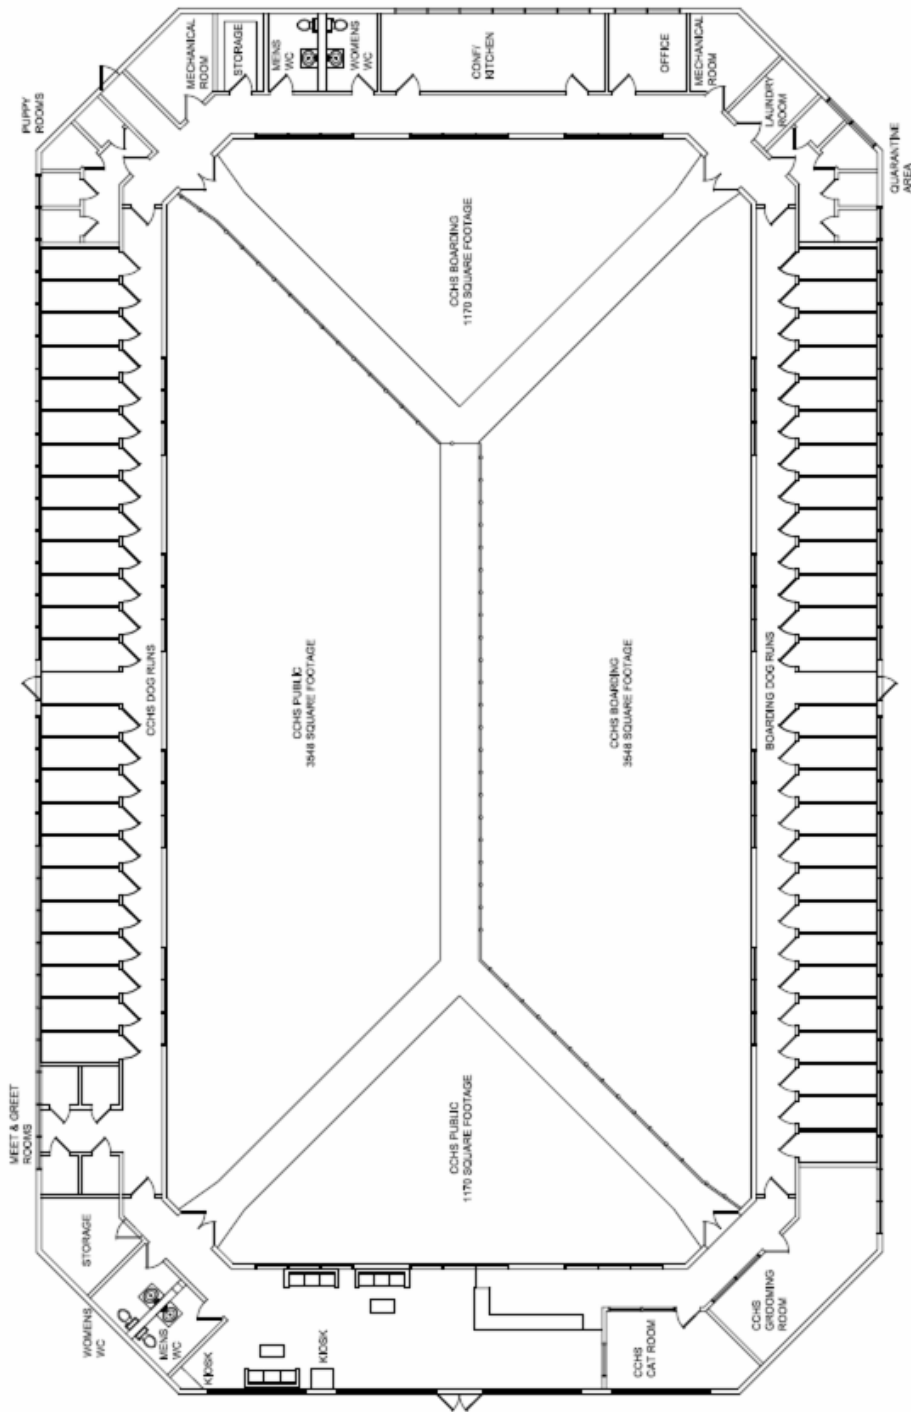 PUPPY
ROOMS
MECHANICAL
ROOM
STORAGE
MENS
WC
WOMENS
WC
CONF/
KITCHEN
OFFICE
MECHANICAL
ROOM
LAUNDRY
ROOM
QUARANTINE
AREA
CCHS BOARDING
1170 SQUARE FOOTAGE
CCHS DOG RUNS
CCHS PUBLIC
3548 SQUARE FOOTAGE
CCHS BOARDING
3548 SQUARE FOOTAGE
BOARDING DOG RUNS
MEET & GREET
ROOMS
CCHS PUBLIC
1170 SQUARE FOOTAGE
STORAGE
WOMENS
WC
MENS
WC
KIOSK
KIOSK
CCHS
CAT ROOM
CCHS
GROOMING
ROOM